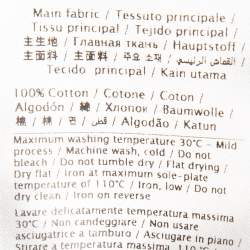 Main fabric / Tessuto principale /
Tissu principal / Tejido principal /
主生地 / Главная ткань / Hauptstoff /
主面料 / 主面料 / 주요 소재 / القماش الرئيسي /
Tecido principal / Kain utama
100% Cotton / Cotone / Coton /
Algodón / 綿 / Хлопок / Baumwolle /
棉 / 棉 / 면 / قطن / Algodão / Katun
Maximum washing temperature 30°C - Mild
process / Machine wash, cold / Do not
bleach / Do not tumble dry / Flat drying /
Dry flat / Iron at maximum sole-plate
temperature of 110°C / Iron, low / Do not
dry clean / Iron on reverse
Lavare delicatamente temperatura massima
30°C / Non candeggiare / Non usare
asciugatrice a tamburo / Asciugare in piano
Stirare a temperatura massima 110°C